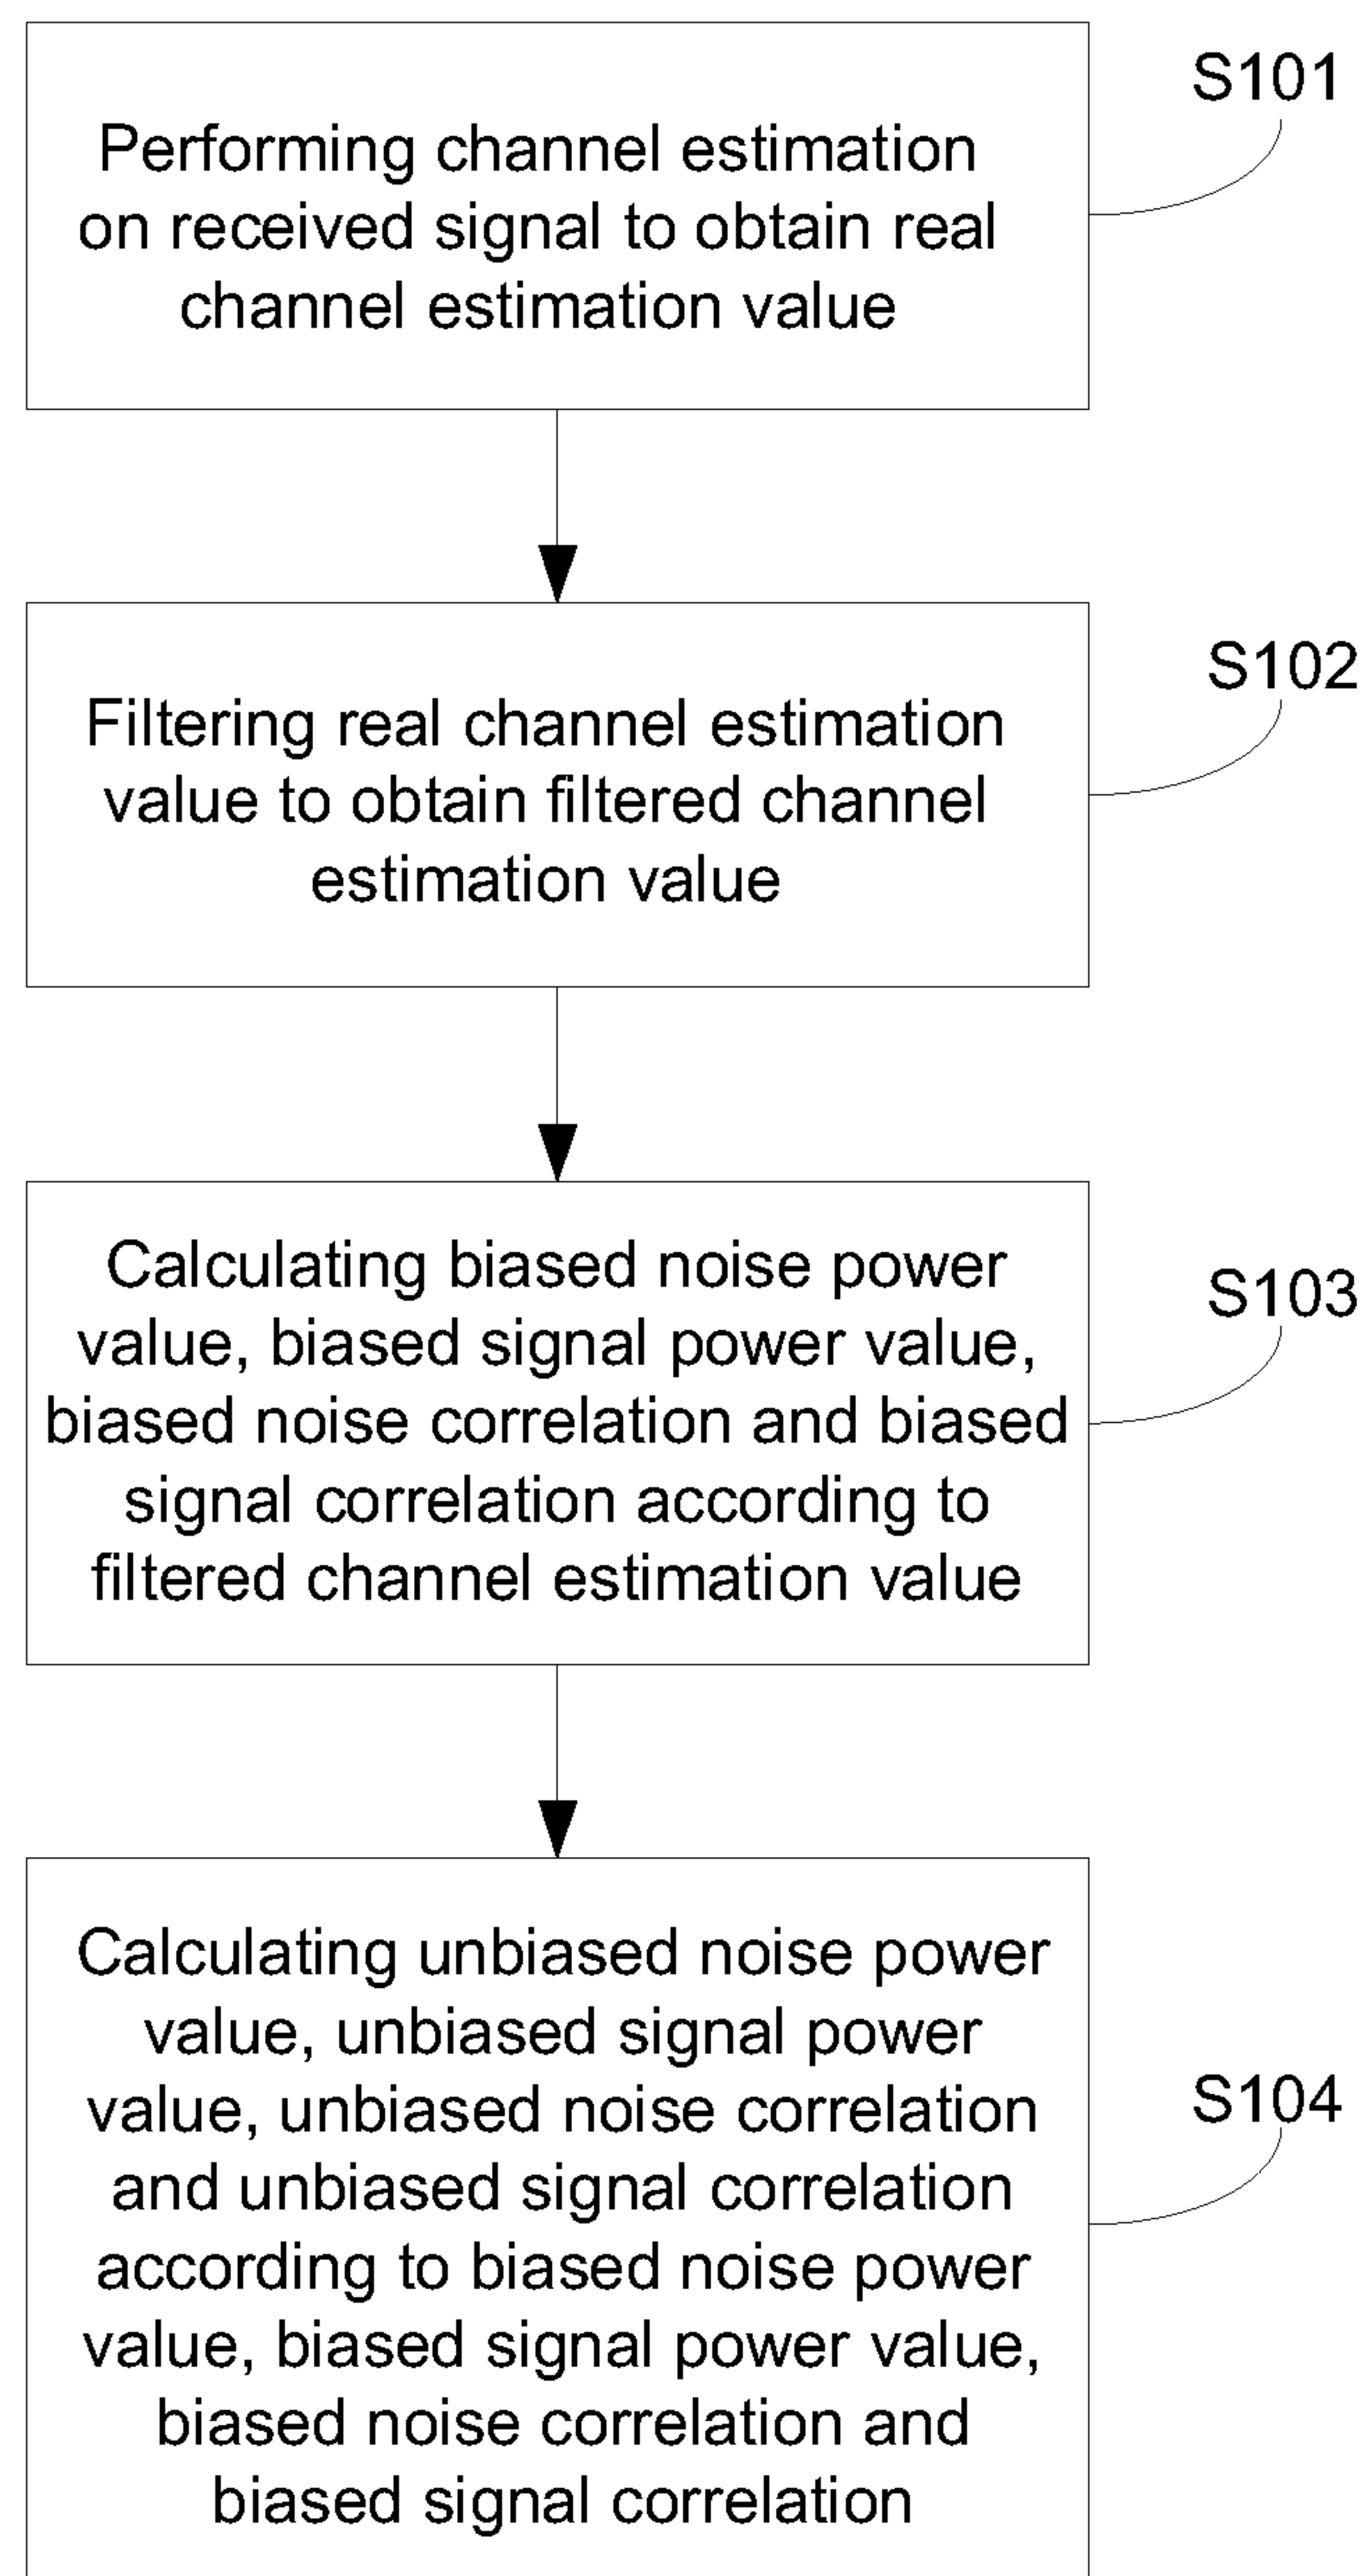 S101
Performing channel estimation
on received signal to obtain real
channel estimation value
S102
Filtering real channel estimation
value to obtain filtered channel
estimation value
S103
Calculating biased noise power
value, biased signal power value,
biased noise correlation and biased
signal correlation according to
filtered channel estimation value
S104
Calculating unbiased noise power
value, unbiased signal power
value, unbiased noise correlation
and unbiased signal correlation
according to biased noise power
value, biased signal power value,
biased noise correlation and
biased signal correlation